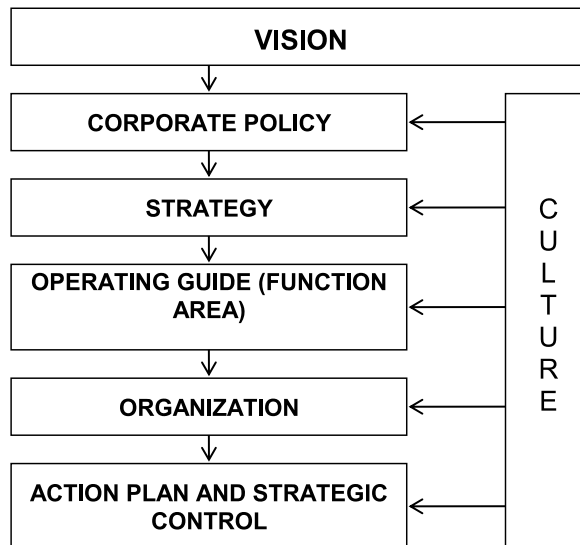 VISION
CORPORATE POLICY
STRATEGY
OPERATING GUIDE (FUNCTION
AREA)
ORGANIZATION
ACTION PLAN AND STRATEGIC
CONTROL
C
U
L
T
U
R
E